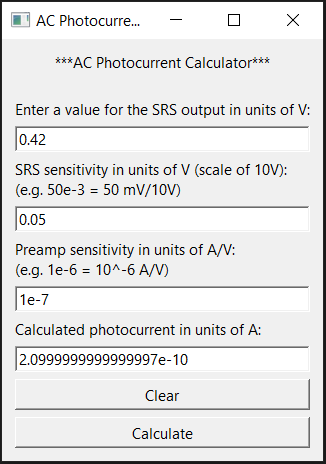 AC Photocurre...
***AC Photocurrent Calculator***
Enter a value for the SRS output in units of V:
0.42
SRS sensitivity in units of V (scale of 10V):
(e.g. 50e-3 = 50 mV/10V)
0.05
Preamp sensitivity in units of A/V:
(e.g. 1e-6 = 10^-6 A/V)
1e-7
Calculated photocurrent in units of A:
2.0999999999999997e-10
Clear
Calculate